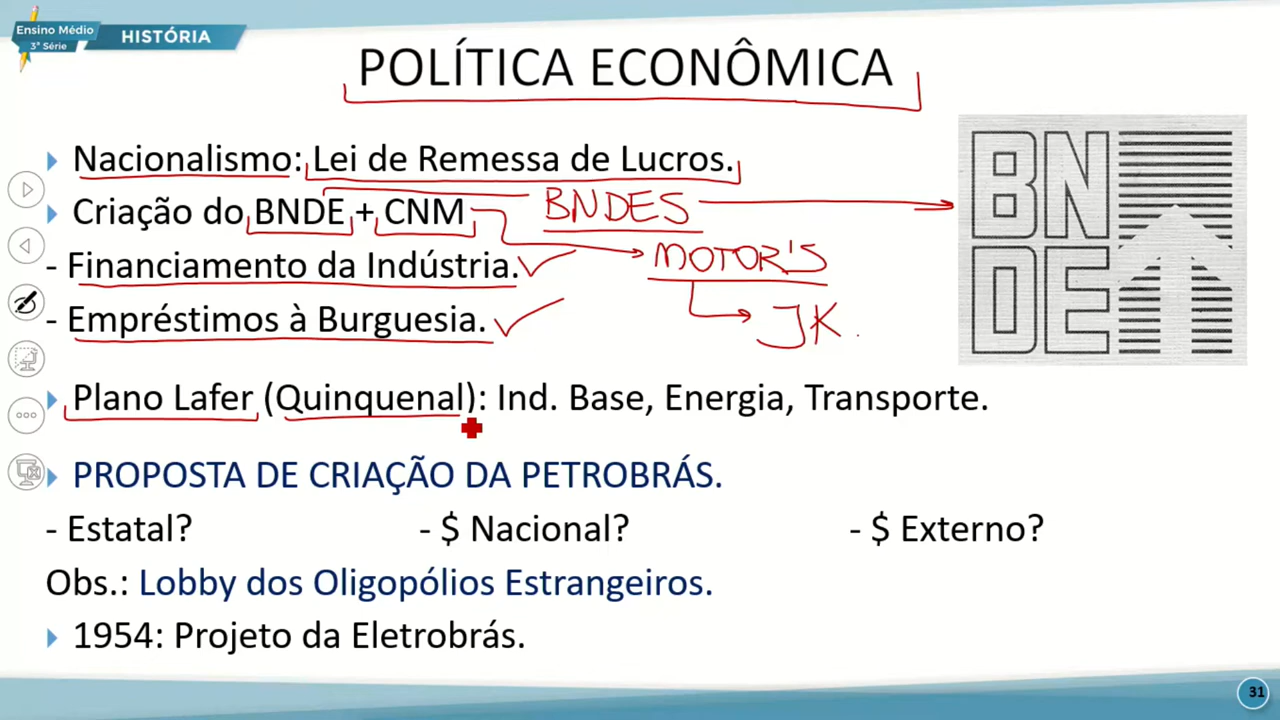 Ensino Médio
3ª Série
HISTÓRIA
POLÍTICA ECONÔMICA
Nacionalismo: Lei de Remessa de Lucros.
Criação do BNDE + CNM
BNDES
- Financiamento da Indústria.
MOTOR'S
- Empréstimos à Burguesia.
JK.
BN
DE
Plano Lafer (Quinquenal): Ind. Base, Energia, Transporte.
PROPOSTA DE CRIAÇÃO DA PETROBRÁS.
- Estatal? - $ Nacional? - $ Externo?
Obs.: Lobby dos Oligopólios Estrangeiros.
1954: Projeto da Eletrobrás.
31